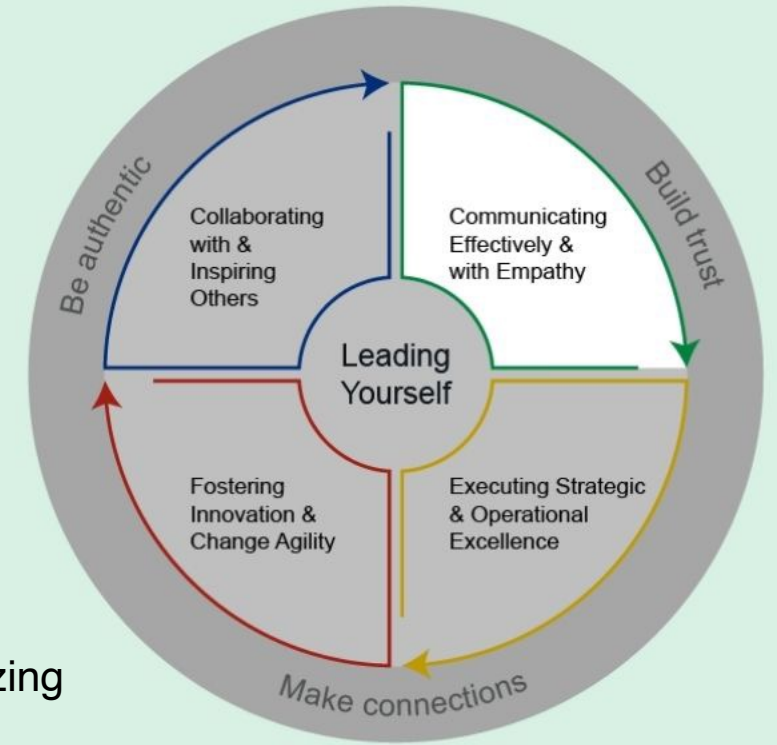 Be authentic
Build trust
Collaborating
with &
Inspiring
Others
Communicating
Effectively &
with Empathy
Leading
Yourself
Fostering
Innovation &
Change Agility
Executing Strategic
& Operational
Excellence
Make connections